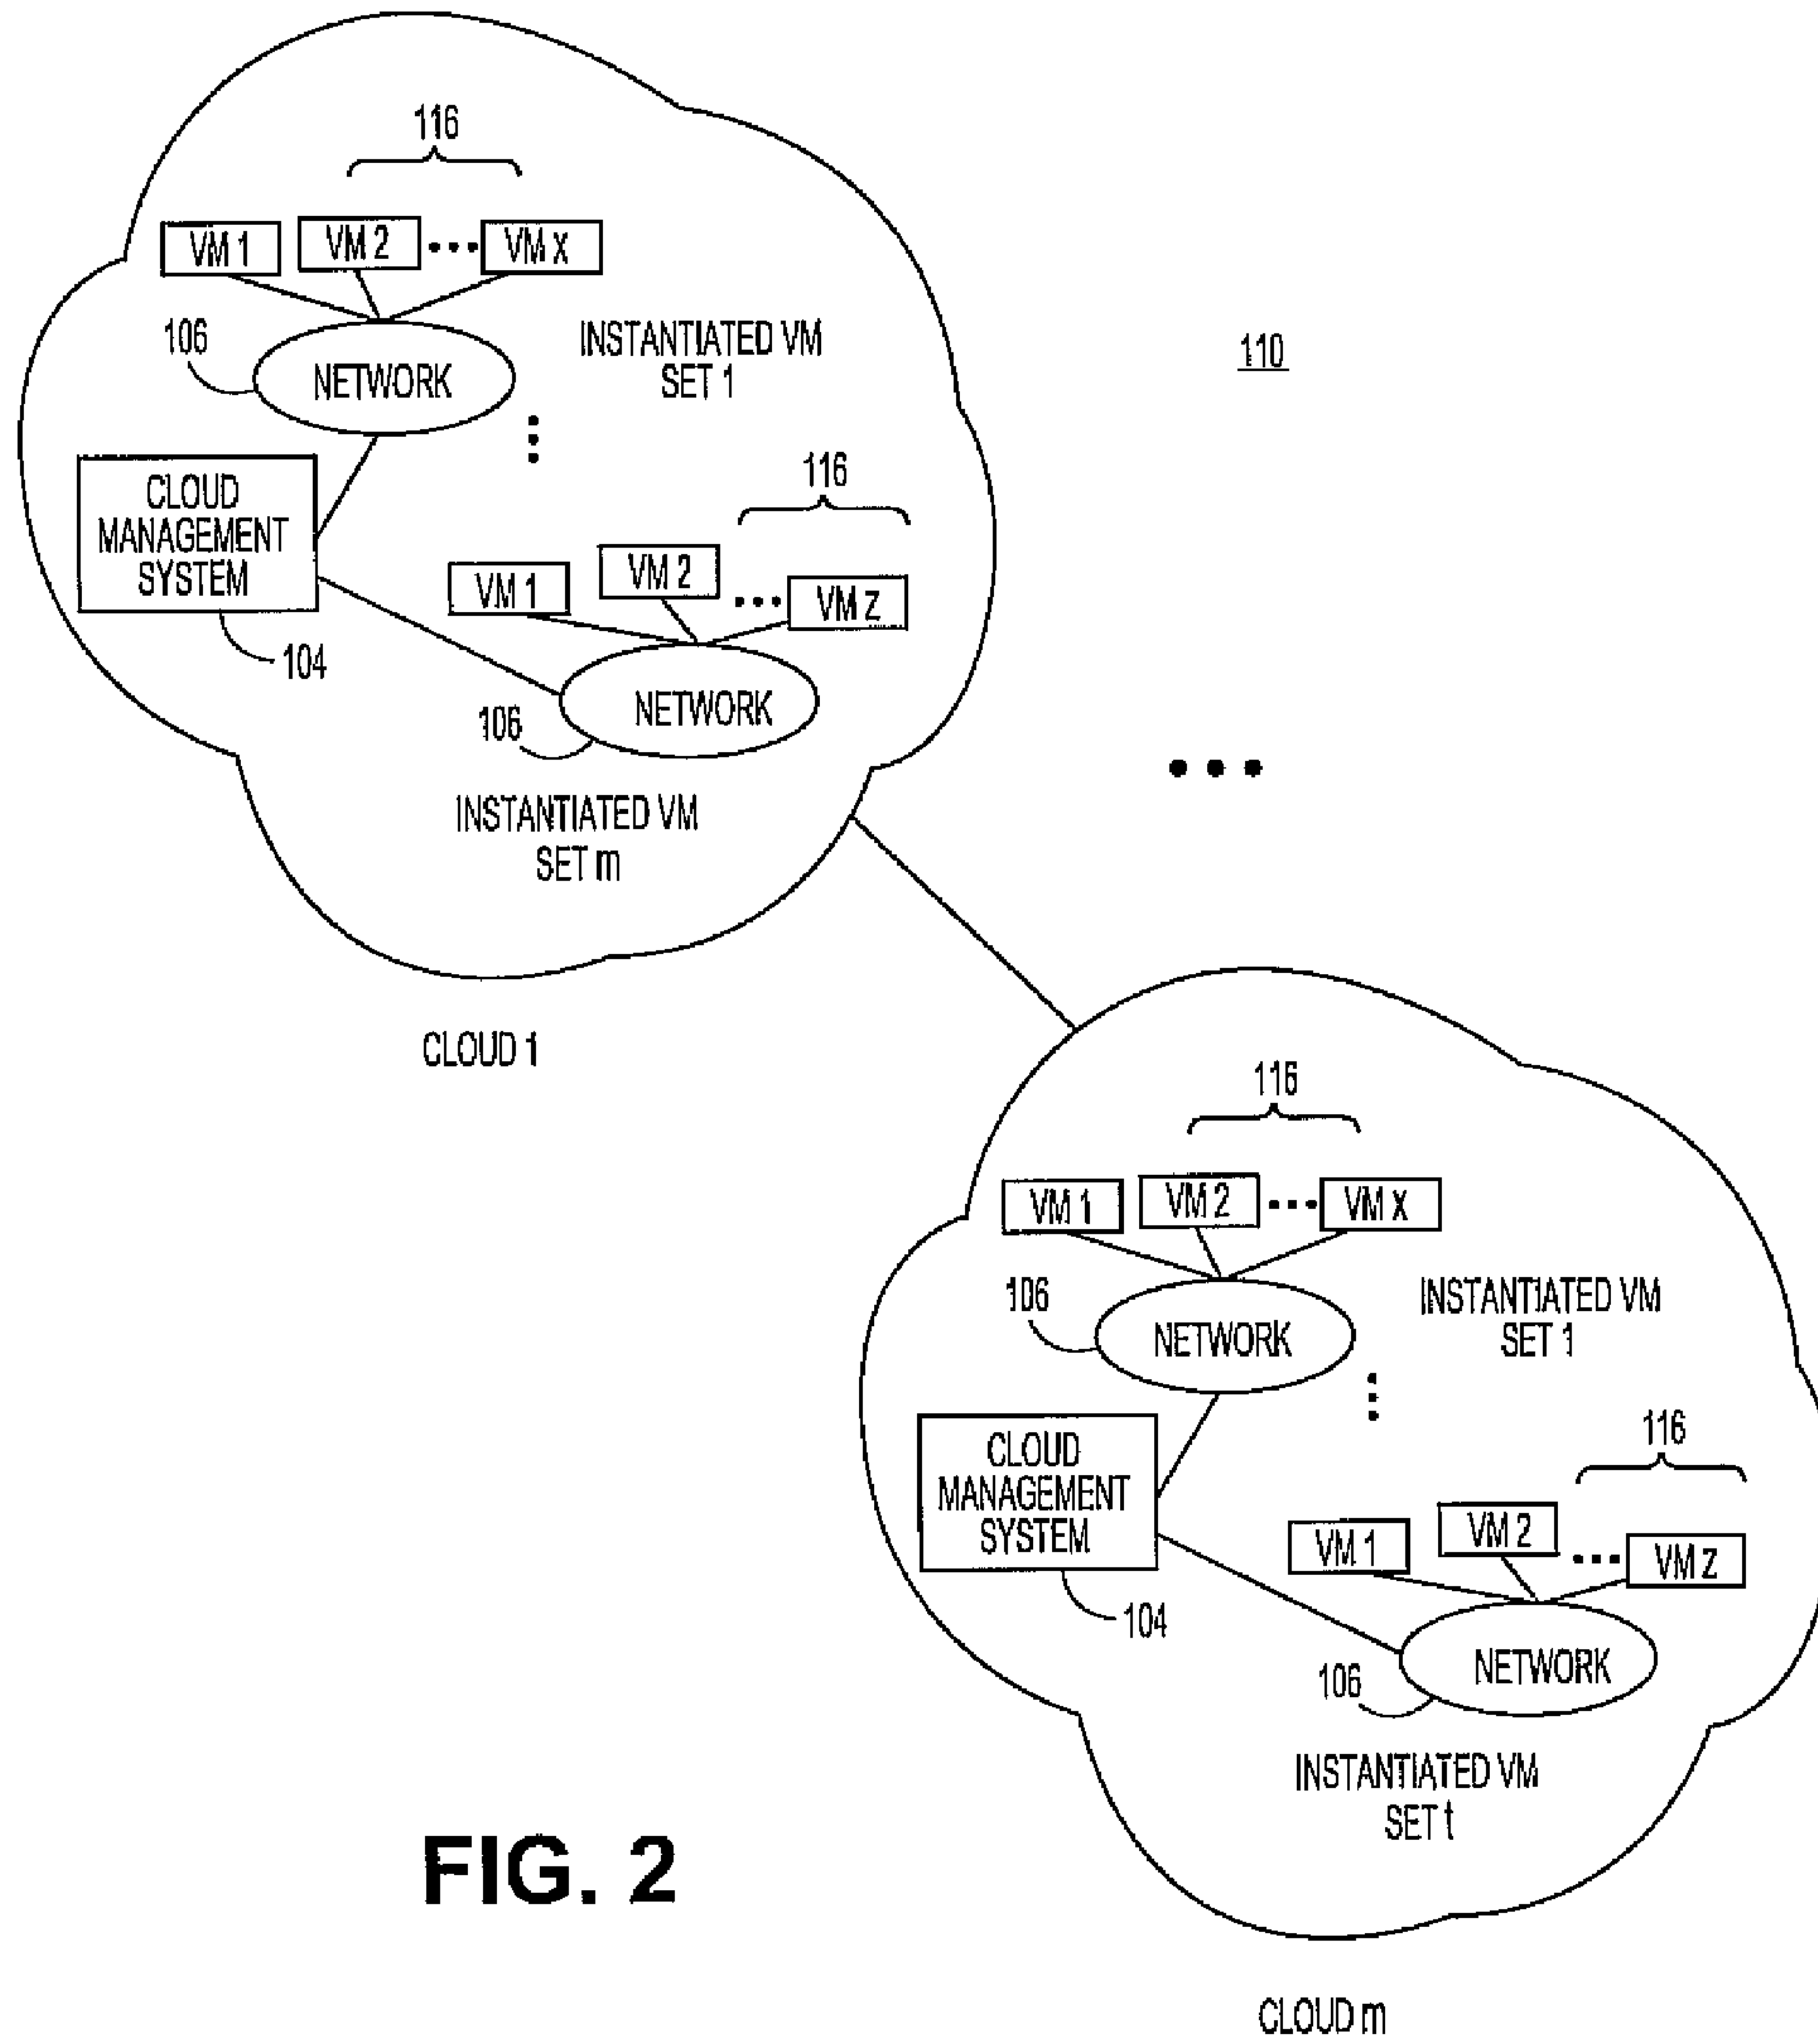 116
VM 1
VM 2
VM X
106
NETWORK
INSTANTIATED VM
SET 1
110
CLOUD
MANAGEMENT
SYSTEM
104
116
VM 1
VM 2
VM Z
106
NETWORK
INSTANTIATED VM
SET m
CLOUD 1
116
VM 1
VM 2
VM X
106
NETWORK
INSTANTIATED VM
SET 1
CLOUD
MANAGEMENT
SYSTEM
104
116
VM 1
VM 2
VM Z
106
NETWORK
INSTANTIATED VM
SET t
FIG. 2
CLOUD m